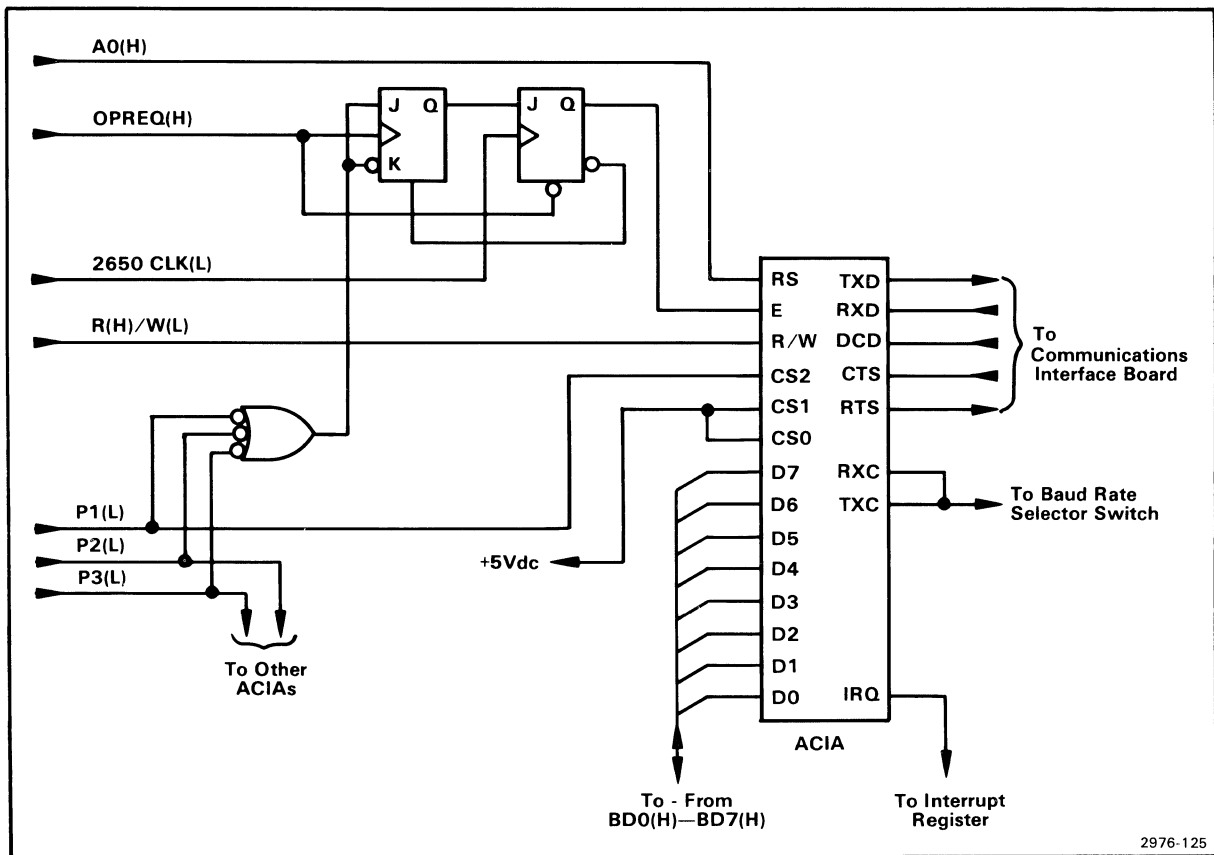 A0(H)
OPREQ(H)
J Q
K
J Q
2650 CLK(L)
R(H)/W(L)
P1(L)
P2(L)
P3(L)
To Other
ACIAs
+5Vdc
RS TXD
E RXD
R/W DCD
CS2 CTS
CS1 RTS
CS0
D7 RXC
D6 TXC
D5
D4
D3
D2
D1
D0 IRQ
ACIA
To
Communications
Interface Board
To Baud Rate
Selector Switch
To - From
BD0(H)—BD7(H)
To Interrupt
Register
2976-125